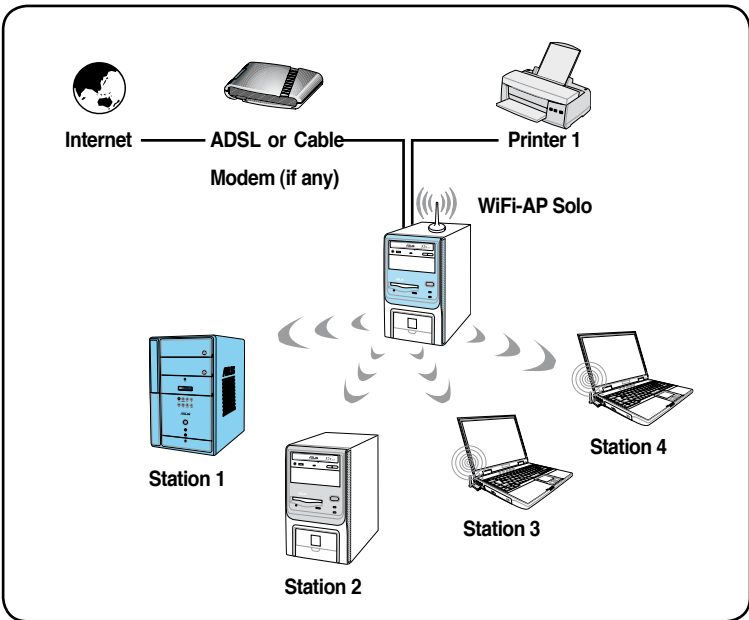 Internet
ADSL or Cable
Modem (if any)
Printer 1
WiFi-AP Solo
Station 1
Station 2
Station 3
Station 4